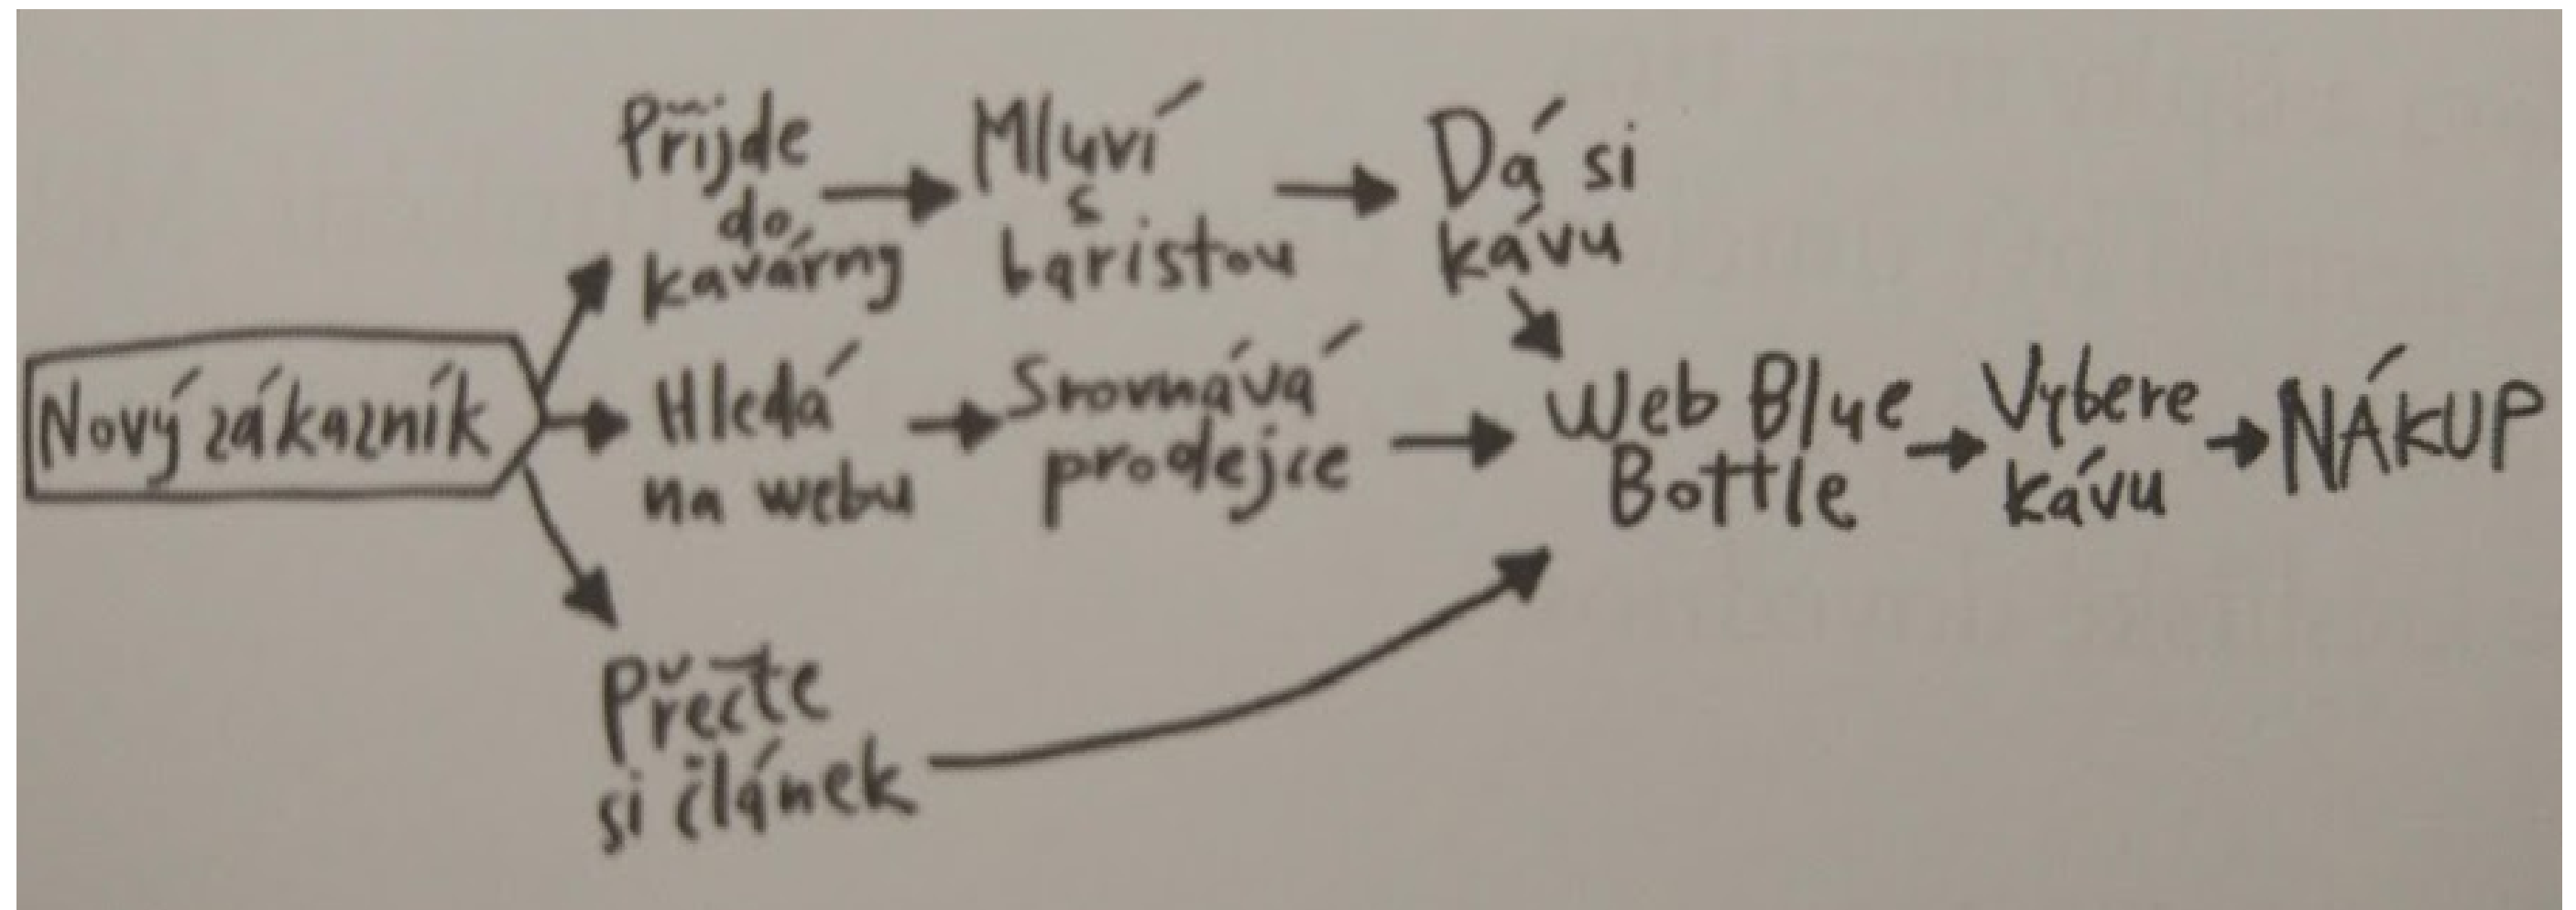 Přijde
do
kavárny
Mluví
s
baristou
Dá si
kávu
Nový zákazník
Hledá
na webu
Srovnává
prodejce
Web Blue
Bottle
Vybere
kávu
NÁKUP
Přečte
si článek